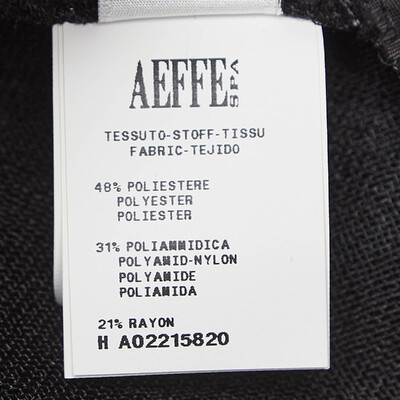 AEFFE SPA
TESSUTO-STOFF-TISSU
FABRIC-TEJIDO
48% POLIESTERE
POLYESTER
POLIESTER
31% POLIAMMIDICA
POLYAMID-NYLON
POLYAMIDE
POLIAMIDA
21% RAYON
H A02215820